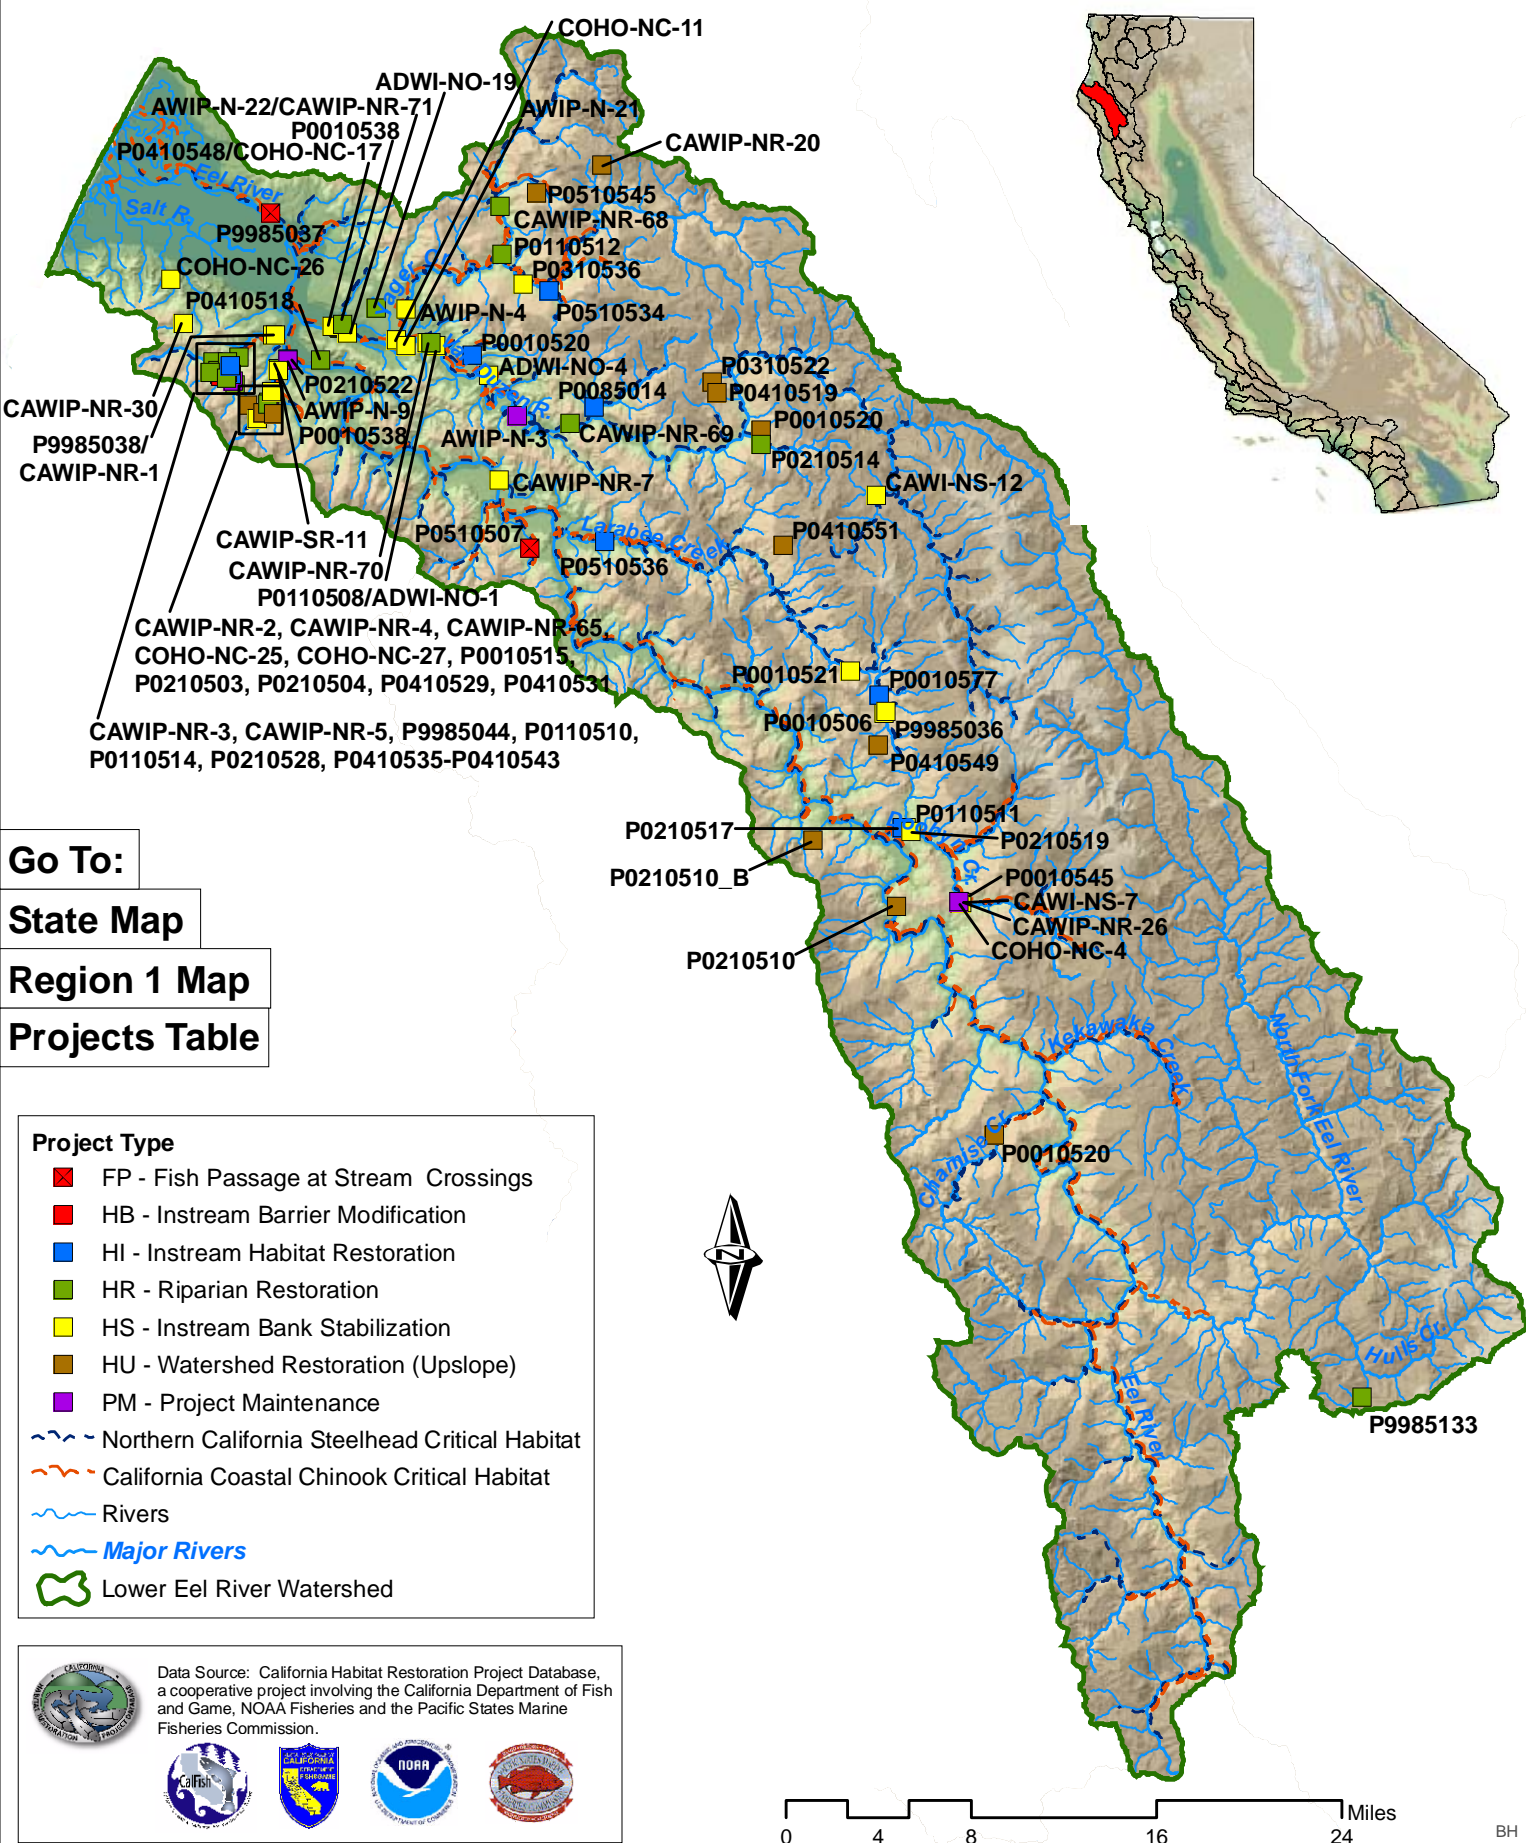 COHO-NC-11
ADWI-NO-19
AWIP-N-22/CAWIP-NR-71
AWIP-N-21
P0010538
CAWIP-NR-20
P0410548/COHO-NC-17
Eel River
P0510545
Salt R.
CAWIP-NR-68
P9985037
P0110512
COHO-NC-26
P0310536
P0410518
AWIP-N-4
P0510534
P0010520
ADWI-NO-4
P0310522
P0210522
P0085014
P0410519
CAWIP-NR-30
AWIP-N-9
P0010538
AWIP-N-3
CAWIP-NR-69
P0010520
P9985038/
CAWIP-NR-1
P0210514
CAWIP-NR-7
CAWI-NS-12
P0510507
Larabee Creek
P0410551
CAWIP-SR-11
P0510536
CAWIP-NR-70
P0110508/ADWI-NO-1
CAWIP-NR-2, CAWIP-NR-4, CAWIP-NR-65,
COHO-NC-25, COHO-NC-27, P0010515,
P0210503, P0210504, P0410529, P0410531
P0010521
P0010577
P0010506
P9985036
CAWIP-NR-3, CAWIP-NR-5, P9985044, P0110510,
P0110514, P0210528, P0410535-P0410543
P0410549
P0110511
P0210517
P0210519
P0210510_B
P0010545
CAWI-NS-7
CAWIP-NR-26
COHO-NC-4
P0210510
Go To:
State Map
Region 1 Map
Projects Table
Kekawaka Creek
North Fork Eel River
Chamise Cr.
P0010520
Hulls Cr.
Eel River
P9985133
N
Project Type
FP - Fish Passage at Stream Crossings
HB - Instream Barrier Modification
HI - Instream Habitat Restoration
HR - Riparian Restoration
HS - Instream Bank Stabilization
HU - Watershed Restoration (Upslope)
PM - Project Maintenance
Northern California Steelhead Critical Habitat
California Coastal Chinook Critical Habitat
Rivers
Major Rivers
Lower Eel River Watershed
Data Source: California Habitat Restoration Project Database,
a cooperative project involving the California Department of Fish
and Game, NOAA Fisheries and the Pacific States Marine
Fisheries Commission.
CALIFORNIA
HABITAT RESTORATION PROJECT DATABASE
CalFish
CALIFORNIA
NOAA
Miles
0 4 8 16 24
BH